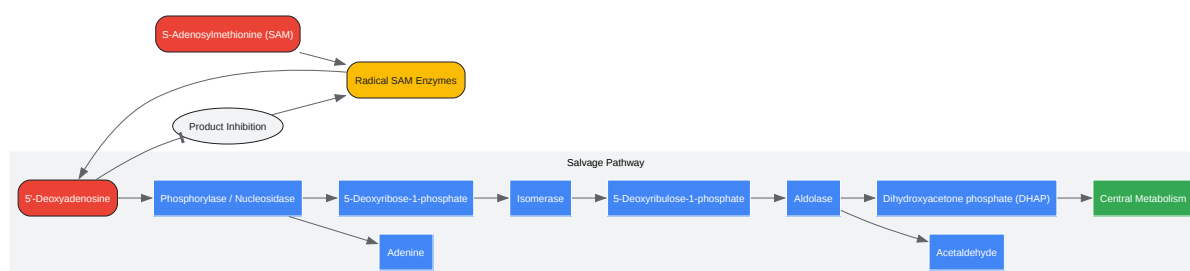 S-Adenosylmethionine (SAM)
Radical SAM Enzymes
Product Inhibition
Salvage Pathway
5'-Deoxyadenosine
Phosphorylase / Nucleosidase
5-Deoxyribose-1-phosphate
Isomerase
5-Deoxyribulose-1-phosphate
Aldolase
Dihydroxyacetone phosphate (DHAP)
Central Metabolism
Adenine
Acetaldehyde